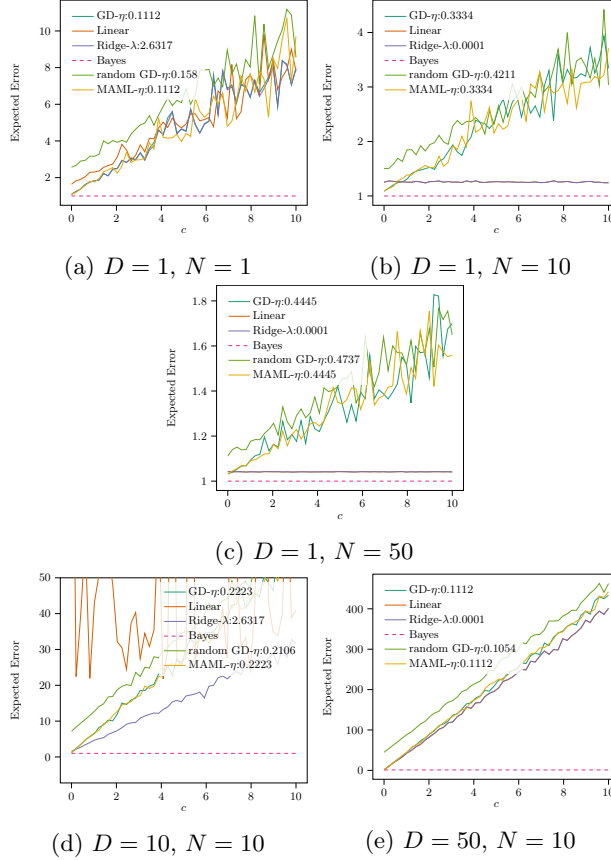 GD-η:0.1112
Linear
Ridge-λ:2.6317
Bayes
random GD-η:0.158
MAML-η:0.1112
Expected Error
10
8
6
4
2
0 2 4 6 8 10
c
(a) D = 1, N = 1
GD-η:0.3334
Linear
Ridge-λ:0.0001
Bayes
random GD-η:0.4211
MAML-η:0.3334
Expected Error
4
3
2
1
0 2 4 6 8 10
c
(b) D = 1, N = 10
GD-η:0.4445
Linear
Ridge-λ:0.0001
Bayes
random GD-η:0.4737
MAML-η:0.4445
Expected Error
1.8
1.6
1.4
1.2
1
0 2 4 6 8 10
c
(c) D = 1, N = 50
GD-η:0.2223
Linear
Ridge-λ:2.6317
Bayes
random GD-η:0.2106
MAML-η:0.2223
Expected Error
50
40
30
20
10
0
0 2 4 6 8 10
c
(d) D = 10, N = 10
GD-η:0.1112
Linear
Ridge-λ:0.0001
Bayes
random GD-η:0.1054
MAML-η:0.1112
Expected Error
400
300
200
100
0
0 2 4 6 8 10
c
(e) D = 50, N = 10